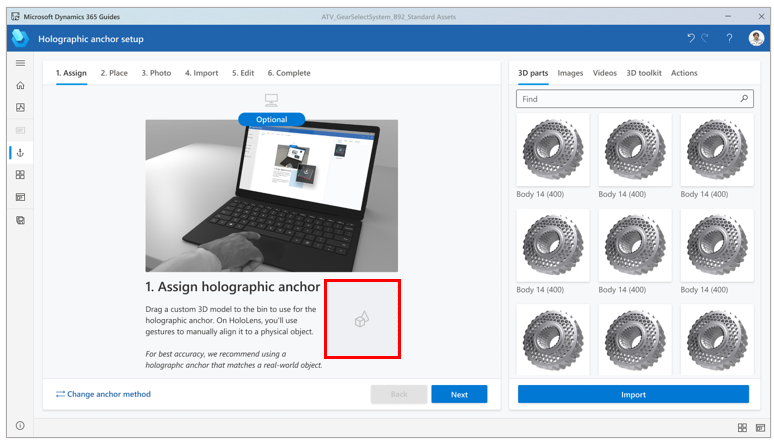 Microsoft Dynamics 365 Guides
ATV_GearSelectSystem_B92_Standard Assets
Holographic anchor setup
?
1. Assign
2. Place
3. Photo
4. Import
5. Edit
6. Complete
Optional
1. Assign holographic anchor
Drag a custom 3D model to the bin to use for the
holographic anchor. On HoloLens, you'll use
gestures to manually align it to a physical object.
For best accuracy, we recommend using a
holographc anchor that matches a real-world object.
Change anchor method
Back
Next
3D parts
Images
Videos
3D toolkit
Actions
Find
Body 14 (400)
Body 14 (400)
Body 14 (400)
Body 14 (400)
Body 14 (400)
Body 14 (400)
Import